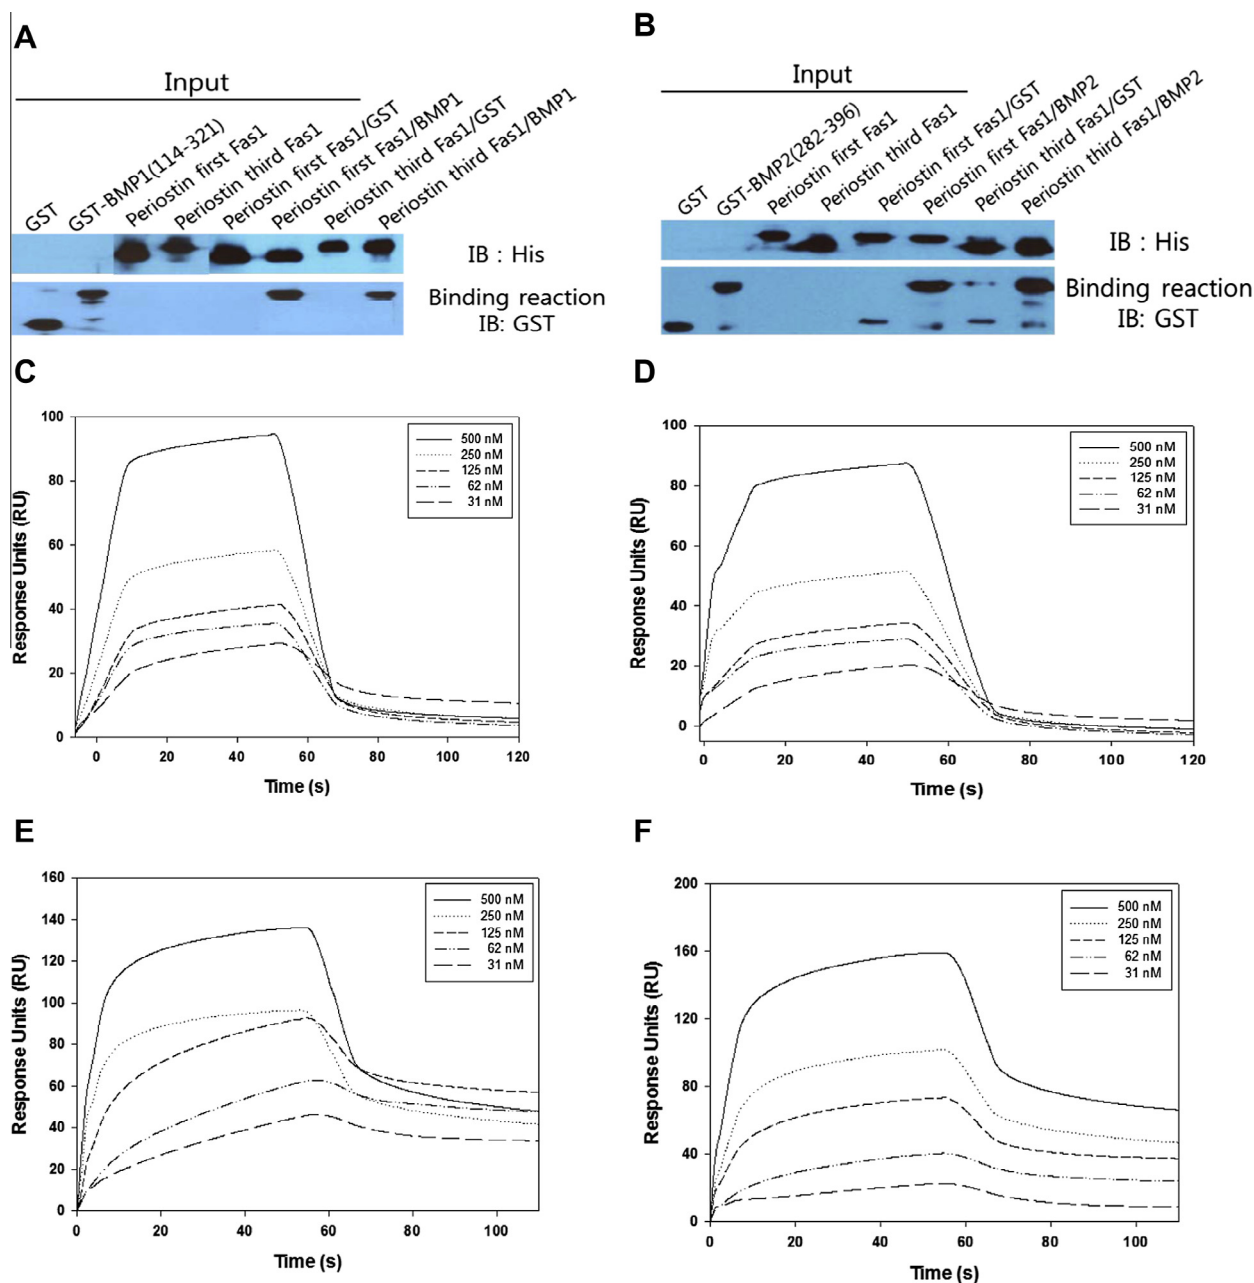 A
Input
GST
GST-BMP1(114-321)
Periostin first Fas1
Periostin third Fas1
Periostin first Fas1/GST
Periostin first Fas1/BMP1
Periostin third Fas1/GST
Periostin third Fas1/BMP1
IB : His
Binding reaction
IB: GST
B
Input
GST
GST-BMP2(282-396)
Periostin first Fas1
Periostin third Fas1
Periostin first Fas1/GST
Periostin first Fas1/BMP2
Periostin third Fas1/GST
Periostin third Fas1/BMP2
IB : His
Binding reaction
IB: GST
C
Response Units (RU)
100
80
60
40
20
0
0 20 40 60 80 100 120
Time (s)
500 nM
250 nM
125 nM
62 nM
31 nM
D
Response Units (RU)
100
80
60
40
20
0
0 20 40 60 80 100 120
Time (s)
500 nM
250 nM
125 nM
62 nM
31 nM
E
Response Units (RU)
160
140
120
100
80
60
40
20
0
0 20 40 60 80 100
Time (s)
500 nM
250 nM
125 nM
62 nM
31 nM
F
Response Units (RU)
200
160
120
80
40
0
0 20 40 60 80 100
Time (s)
500 nM
250 nM
125 nM
62 nM
31 nM